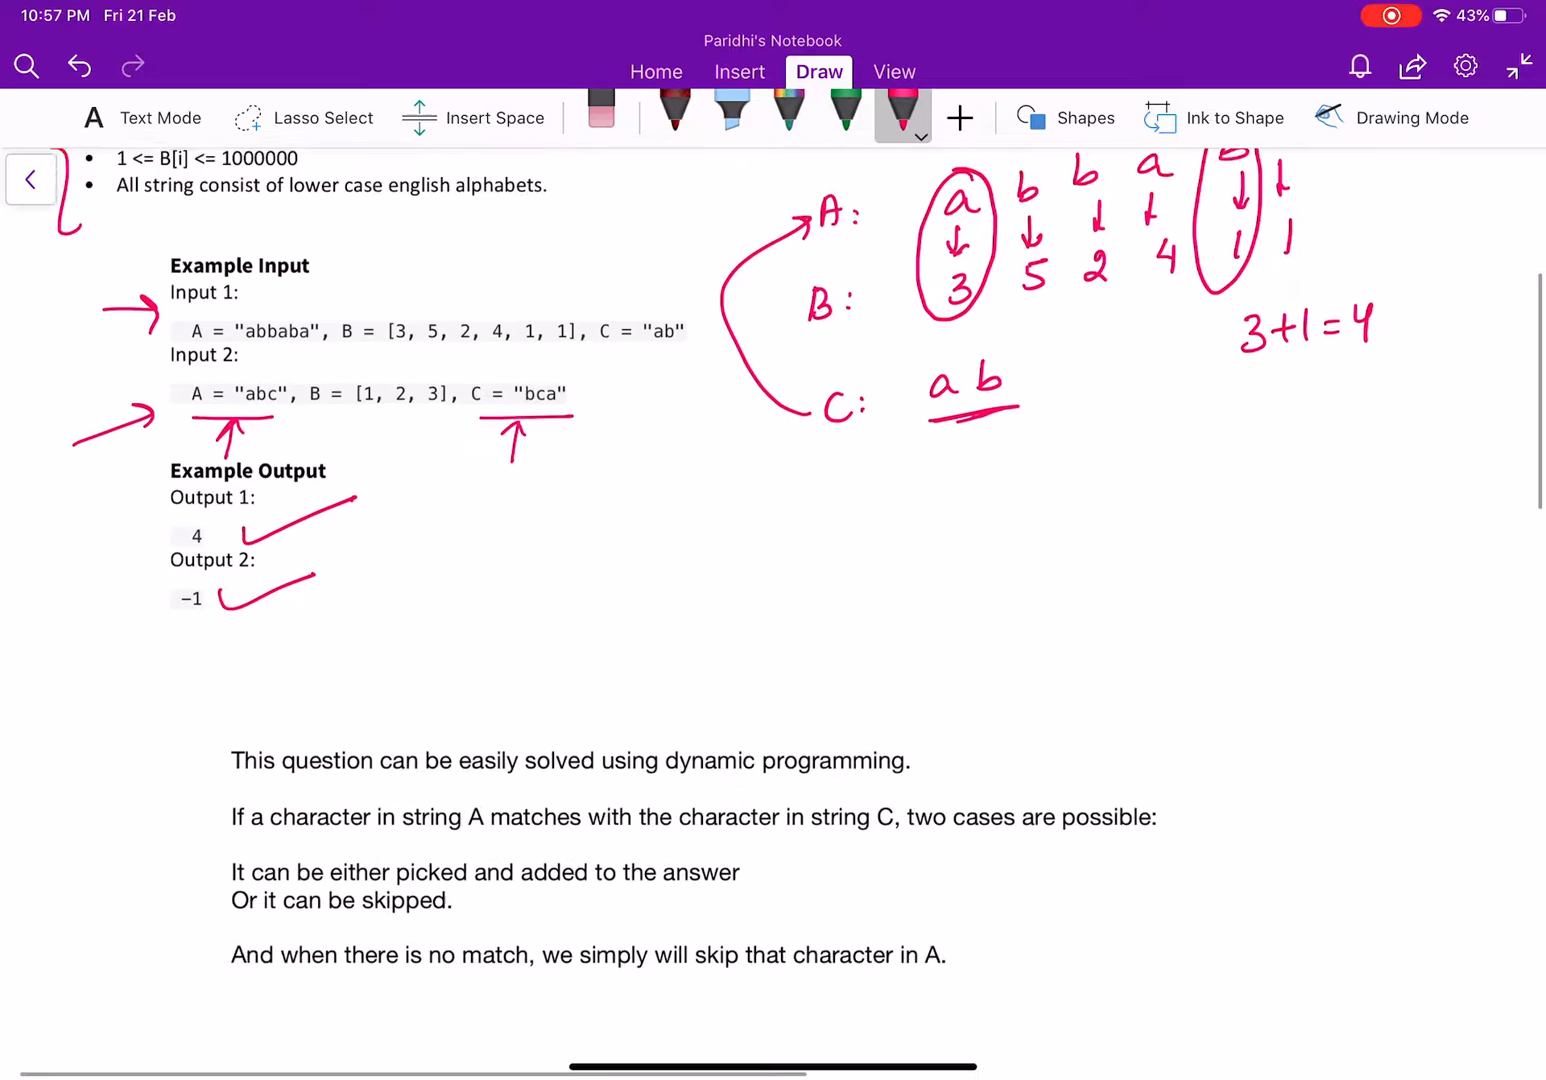 10:57 PM Fri 21 Feb
43%
Paridhi's Notebook
Home Insert Draw View
A Text Mode Lasso Select Insert Space Shapes Ink to Shape Drawing Mode
• 1 <= B[i] <= 1000000
• All string consist of lower case english alphabets.
A: a b b a b
B: 3 5 2 4 1 1
3+1=4
C: ab
Example Input
Input 1:
A = "abbaba", B = [3, 5, 2, 4, 1, 1], C = "ab"
Input 2:
A = "abc", B = [1, 2, 3], C = "bca"
Example Output
Output 1:
4
Output 2:
-1
This question can be easily solved using dynamic programming.
If a character in string A matches with the character in string C, two cases are possible:
It can be either picked and added to the answer
Or it can be skipped.
And when there is no match, we simply will skip that character in A.